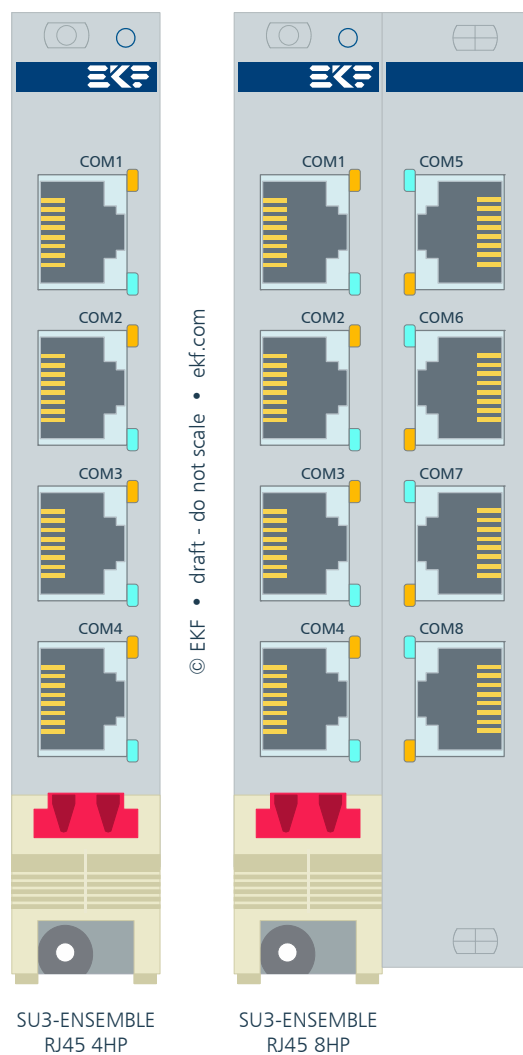 EKF
COM1
COM2
COM3
COM4
SU3-ENSEMBLE
RJ45 4HP
© EKF • draft - do not scale • ekf.com
EKF
COM1
COM5
COM2
COM6
COM3
COM7
COM4
COM8
SU3-ENSEMBLE
RJ45 8HP